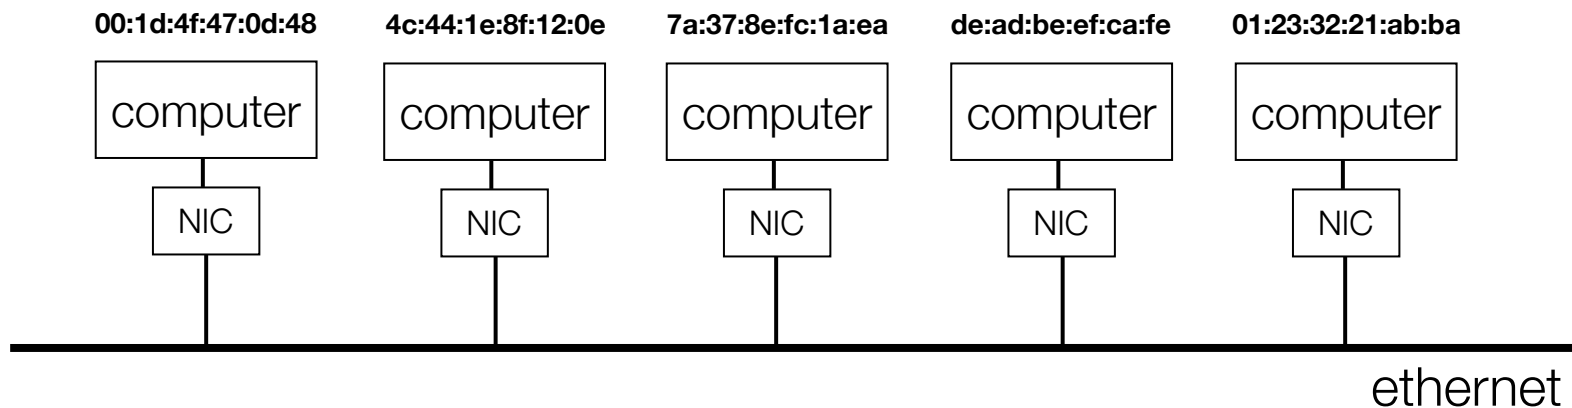 00:1d:4f:47:0d:48 4c:44:1e:8f:12:0e 7a:37:8e:fc:1a:ea de:ad:be:ef:ca:fe 01:23:32:21:ab:ba
computer computer computer computer computer
NIC NIC NIC NIC NIC
ethernet